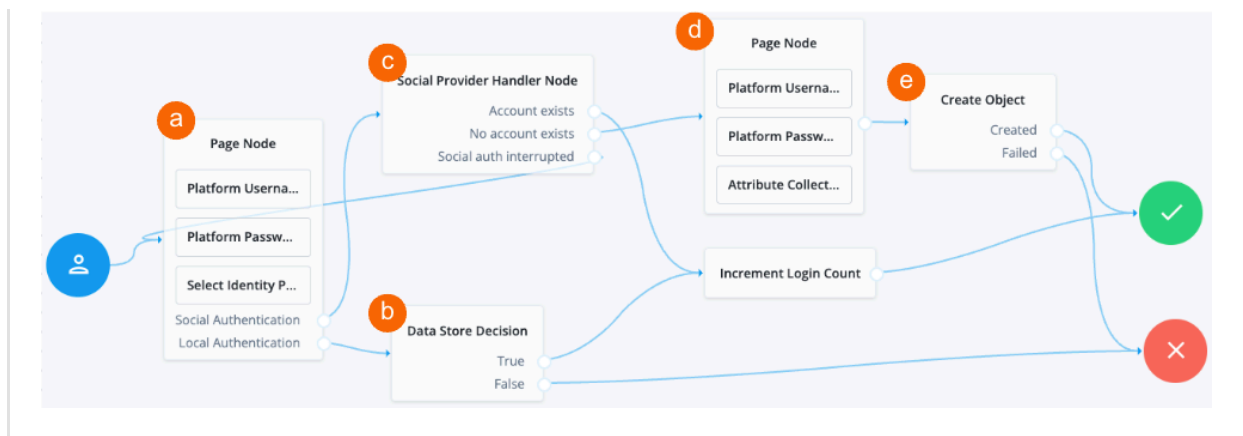 a
Page Node
Platform Userna...
Platform Passw...
Select Identity P...
Social Authentication
Local Authentication
b
Data Store Decision
True
False
c
Social Provider Handler Node
Account exists
No account exists
Social auth interrupted
d
Page Node
Platform Userna...
Platform Passw...
Attribute Collect...
Increment Login Count
e
Create Object
Created
Failed